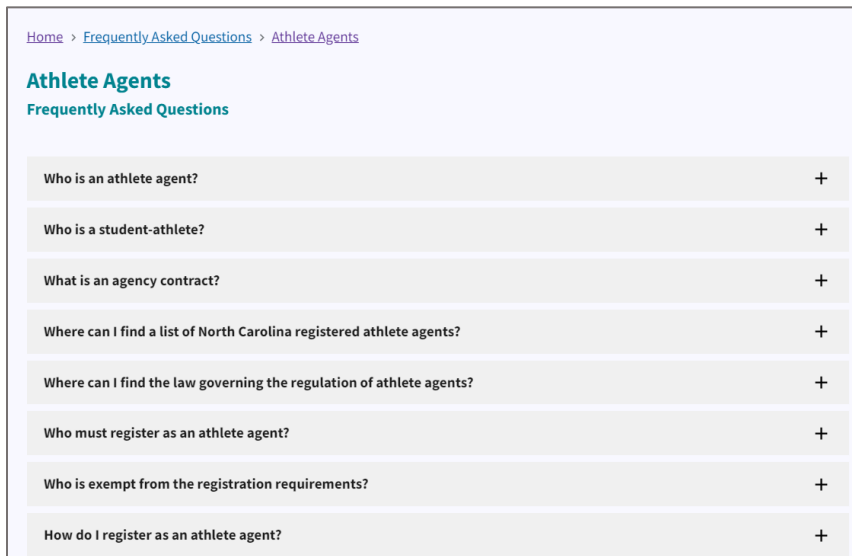 Home > Frequently Asked Questions > Athlete Agents
Athlete Agents
Frequently Asked Questions
Who is an athlete agent? +
Who is a student-athlete? +
What is an agency contract? +
Where can I find a list of North Carolina registered athlete agents? +
Where can I find the law governing the regulation of athlete agents? +
Who must register as an athlete agent? +
Who is exempt from the registration requirements? +
How do I register as an athlete agent? +